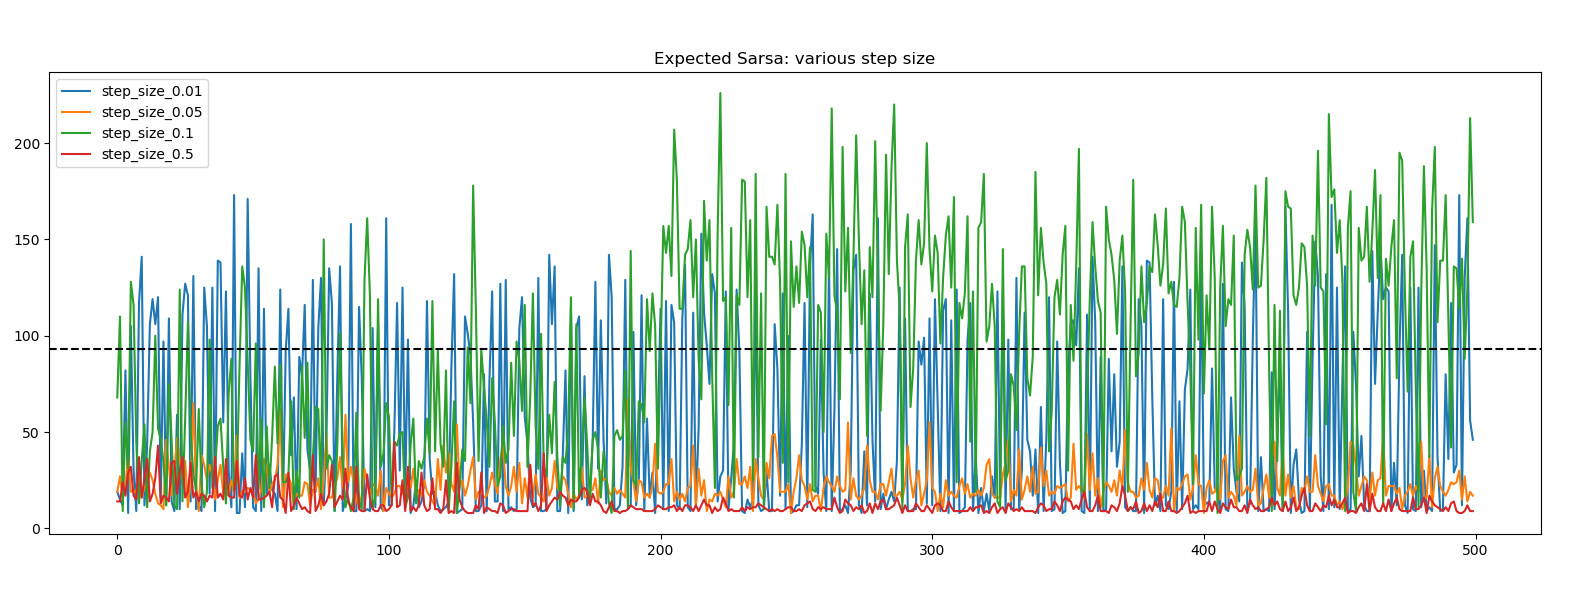 Expected Sarsa: various step size
step_size_0.01
step_size_0.05
step_size_0.1
step_size_0.5
200
150
100
50
0
0 100 200 300 400 500